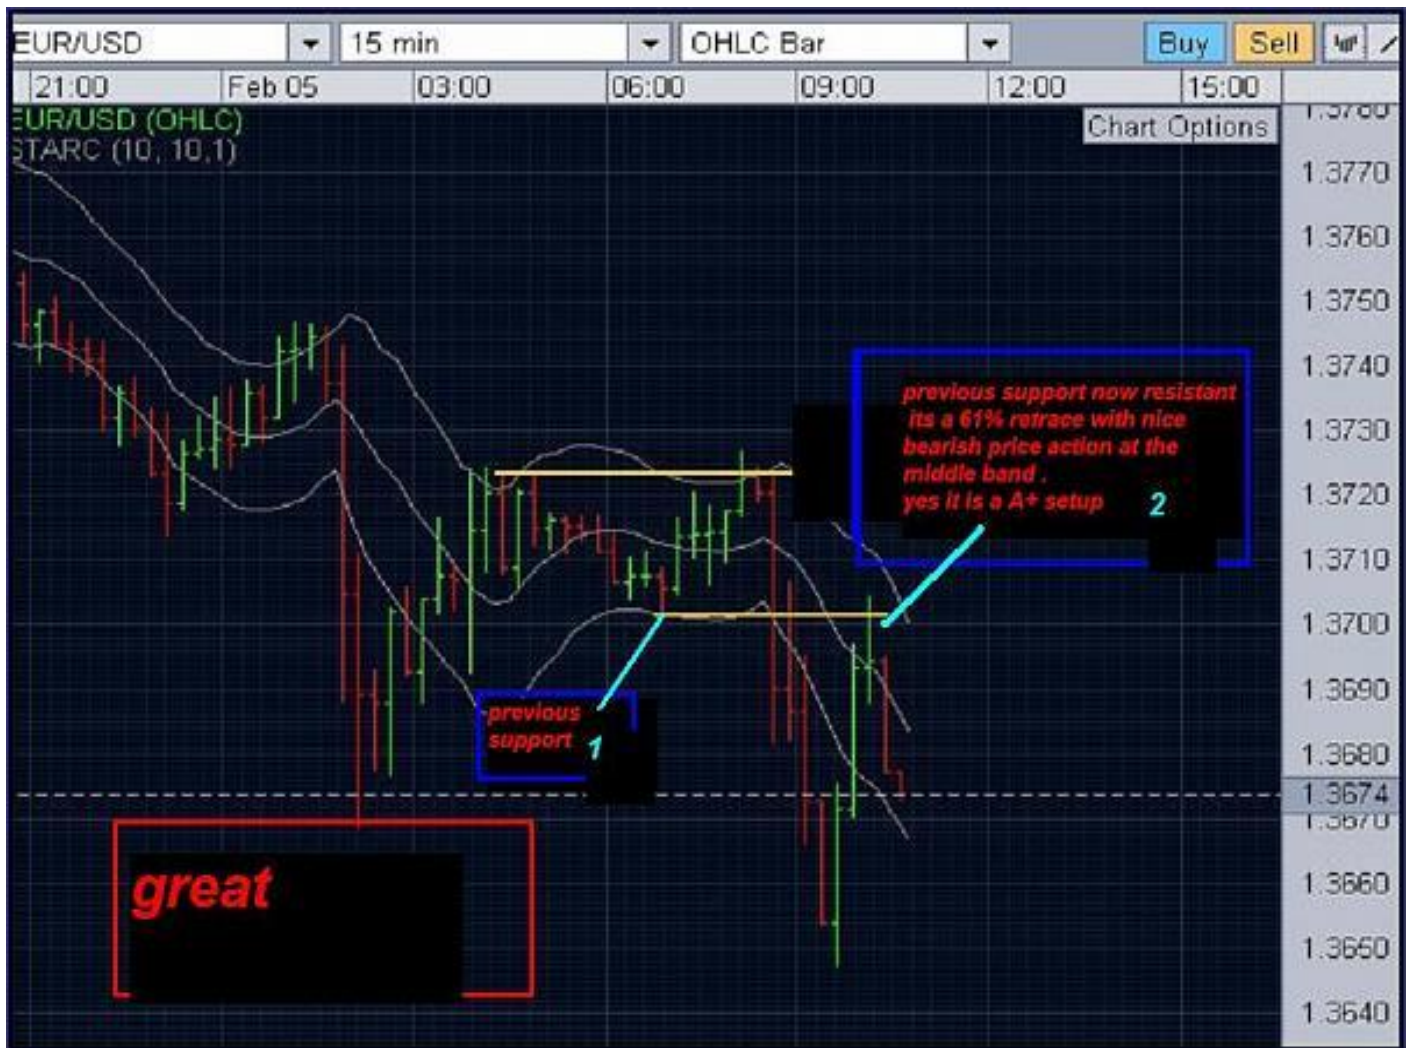 EUR/USD
15 min
OHLC Bar
Buy
Sell
21:00
Feb 05
03:00
06:00
09:00
12:00
15:00
EUR/USD (OHLC)
STARC (10, 10,1)
Chart Options
1.3780
1.3770
1.3760
1.3750
1.3740
1.3730
1.3720
1.3710
1.3700
1.3690
1.3680
1.3674
1.3670
1.3660
1.3650
1.3640
previous support now resistant
its a 61% retrace with nice
bearish price action at the
middle band .
yes it is a A+ setup
2
previous
support
1
great